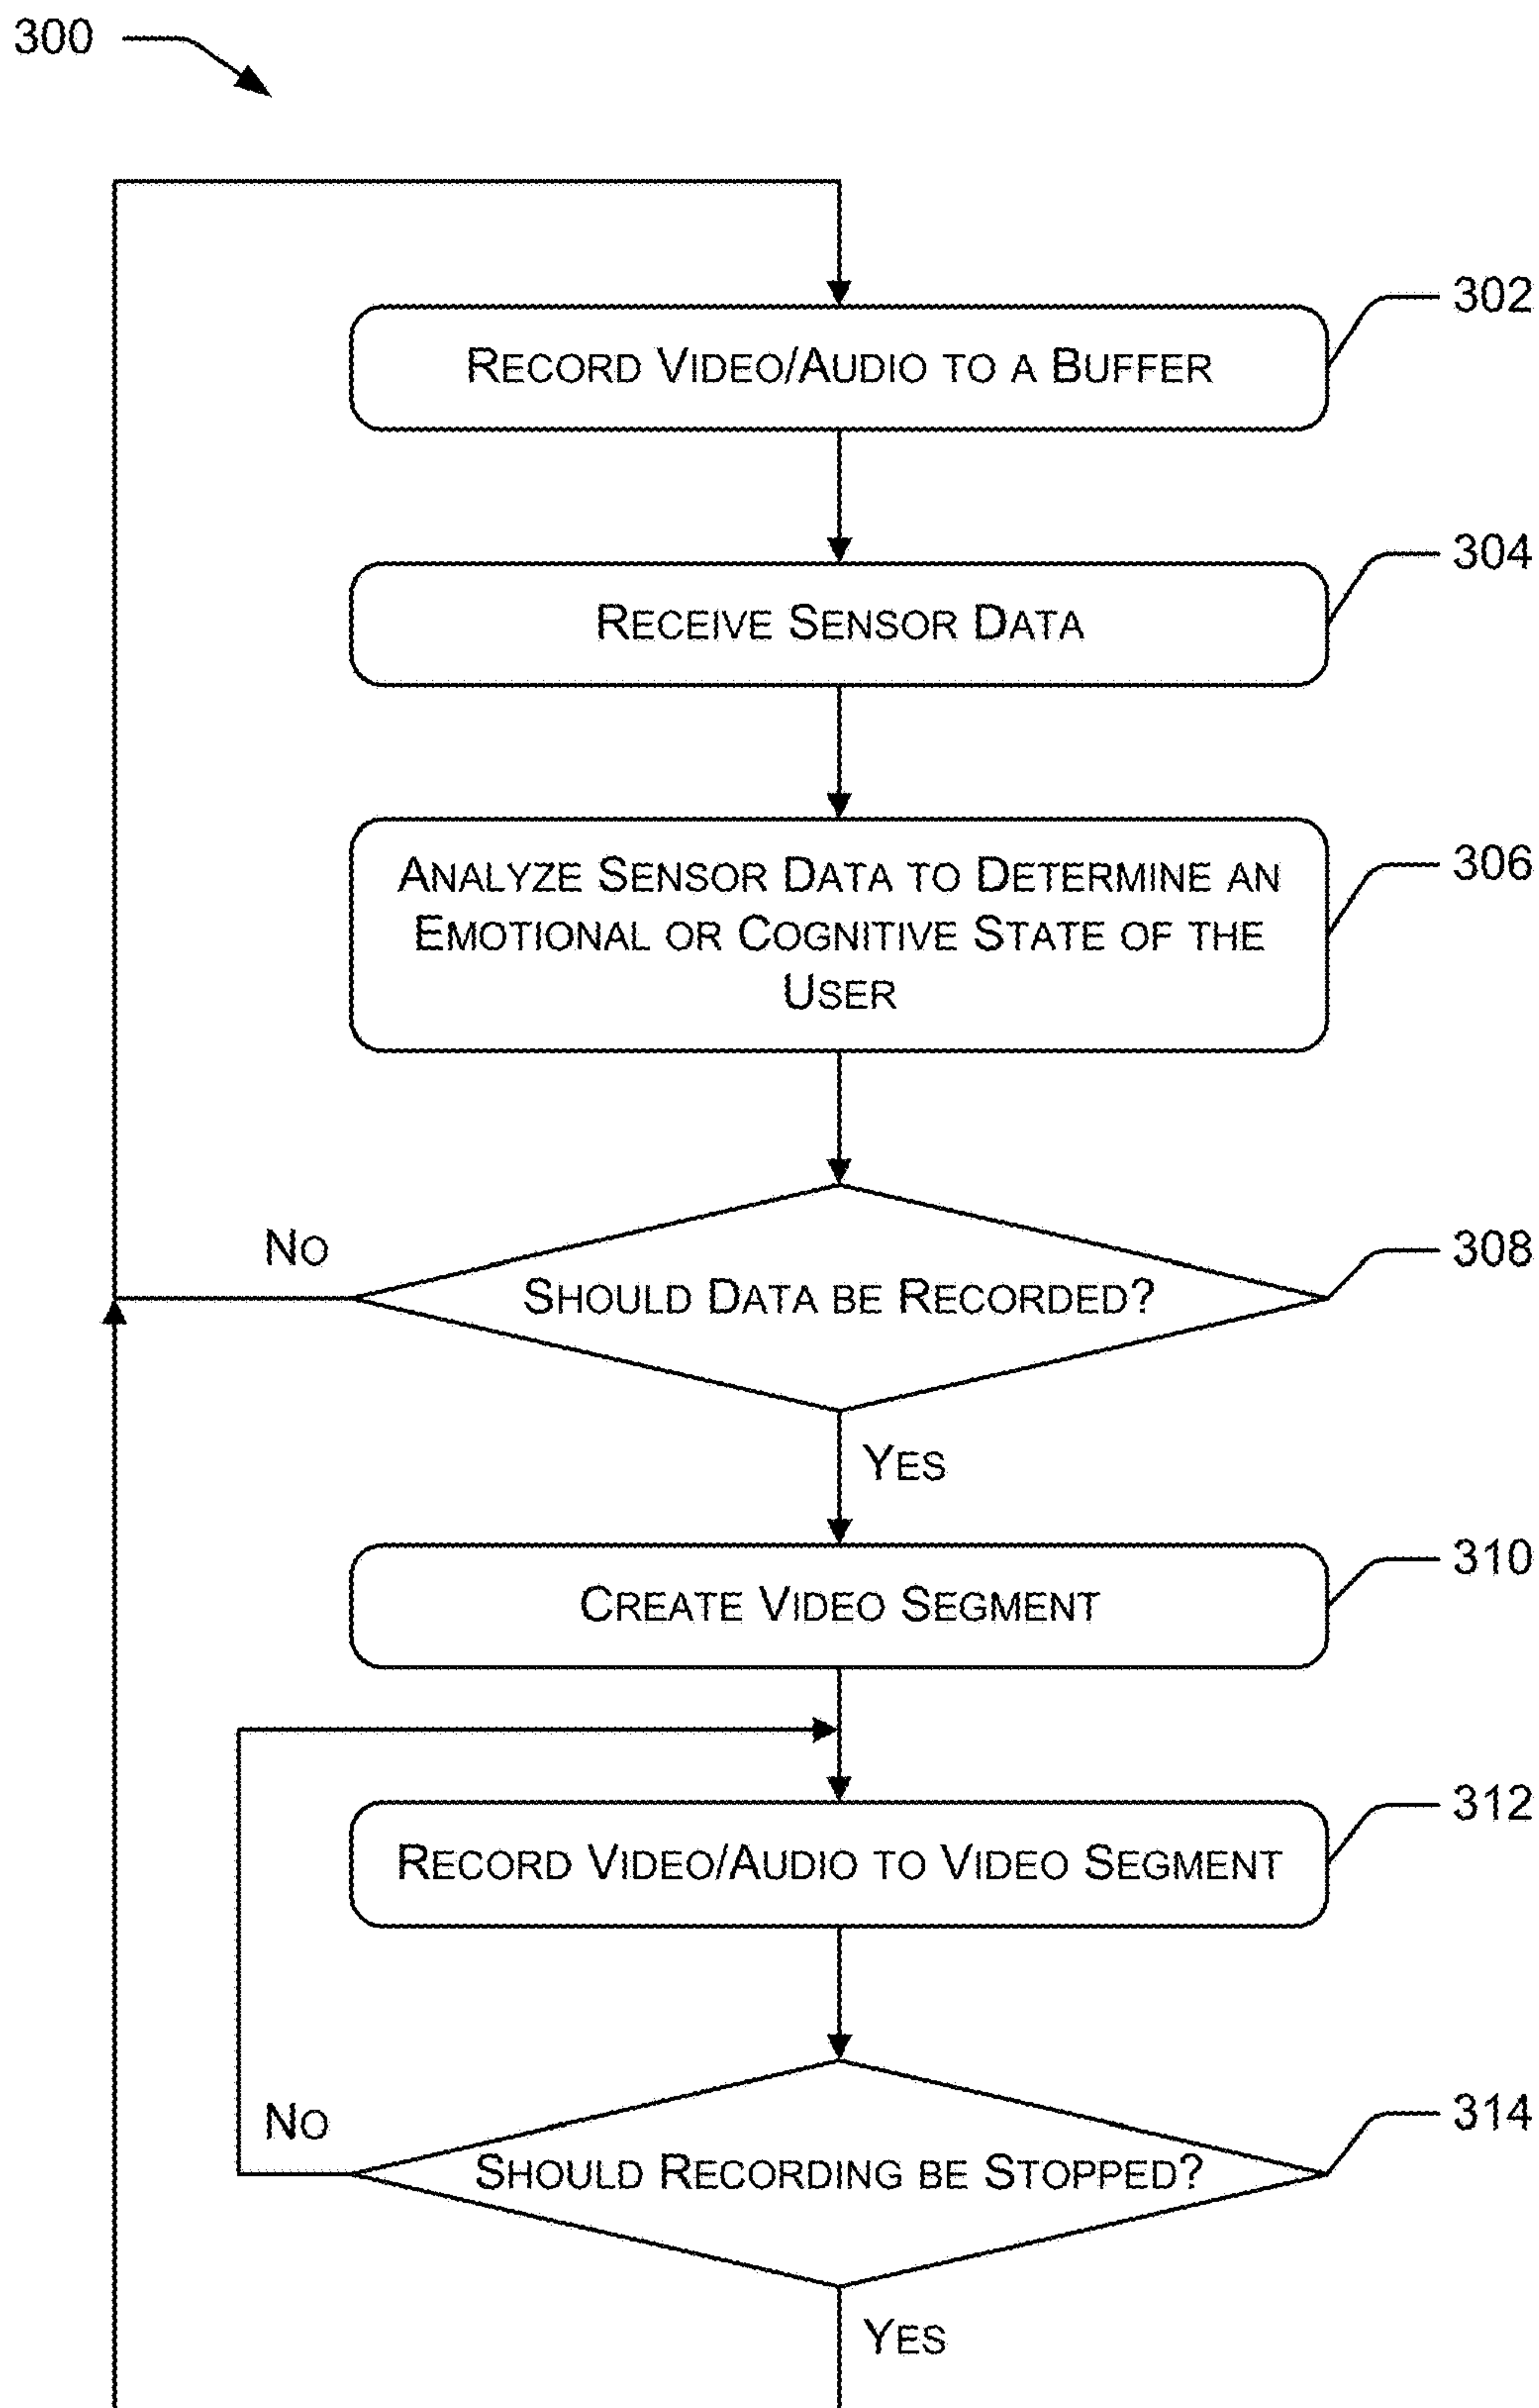 300
302
RECORD VIDEO/AUDIO TO A BUFFER
304
RECEIVE SENSOR DATA
306
ANALYZE SENSOR DATA TO DETERMINE AN
EMOTIONAL OR COGNITIVE STATE OF THE
USER
NO
308
SHOULD DATA BE RECORDED?
YES
310
CREATE VIDEO SEGMENT
312
RECORD VIDEO/AUDIO TO VIDEO SEGMENT
NO
314
SHOULD RECORDING BE STOPPED?
YES